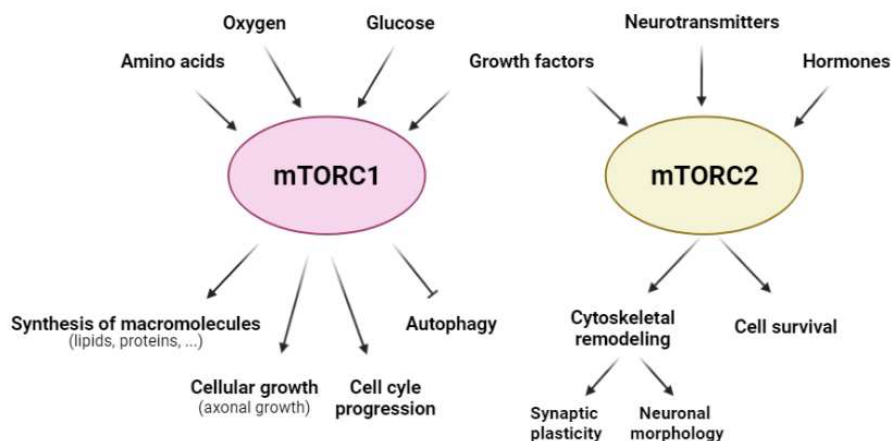 Oxygen
Glucose
Neurotransmitters
Amino acids
Growth factors
Hormones
mTORC1
mTORC2
Synthesis of macromolecules
(lipids, proteins, ...)
Autophagy
Cytoskeletal
remodeling
Cell survival
Cellular growth
(axonal growth)
Cell cyle
progression
Synaptic
plasticity
Neuronal
morphology